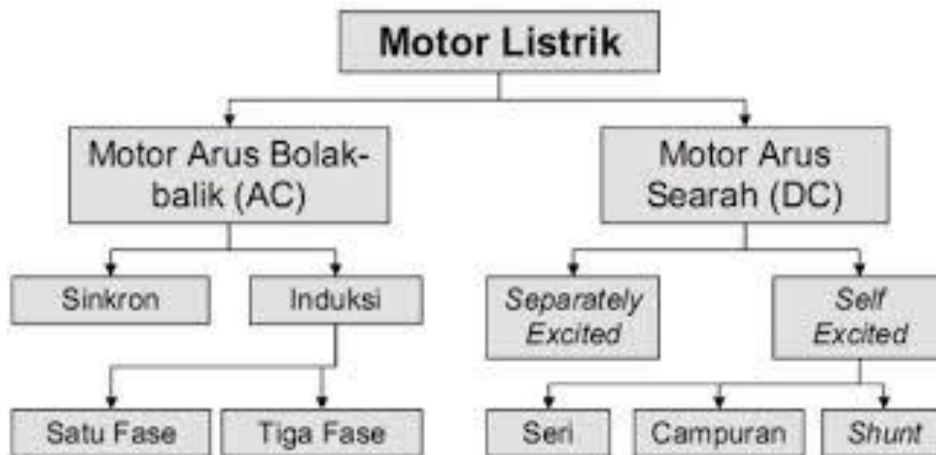 Motor Listrik
Motor Arus Bolak-
balik (AC)
Motor Arus
Searah (DC)
Sinkron
Induksi
Separately
Excited
Self
Excited
Satu Fase
Tiga Fase
Seri
Campuran
Shunt